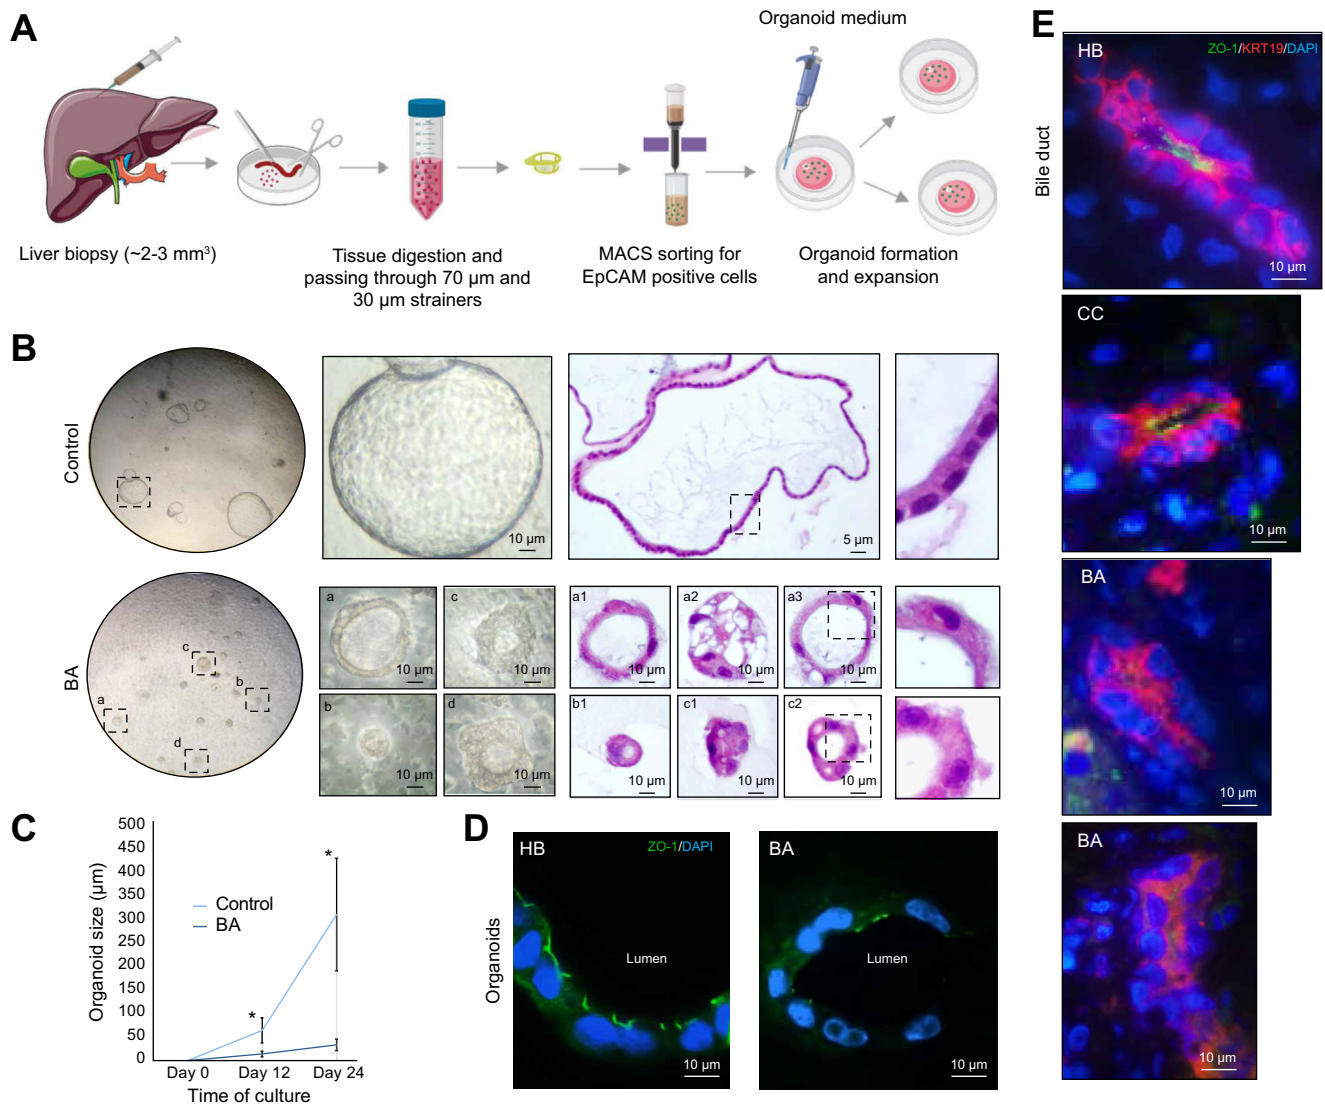 A
Organoid medium
Liver biopsy (~2-3 mm³)
Tissue digestion and
passing through 70 µm and
30 µm strainers
MACS sorting for
EpCAM positive cells
Organoid formation
and expansion
B
Control
10 µm
5 µm
BA
a
b
c
d
a
10 µm
c
10 µm
b
10 µm
d
10 µm
a1
10 µm
a2
10 µm
a3
10 µm
b1
10 µm
c1
10 µm
c2
10 µm
C
Organoid size (µm)
500
450
400
350
300
250
200
150
100
50
0
Control
BA
*
*
Day 0
Day 12
Day 24
Time of culture
D
Organoids
HB
ZO-1/DAPI
Lumen
10 µm
BA
Lumen
10 µm
E
Bile duct
HB
ZO-1/KRT19/DAPI
10 µm
CC
10 µm
BA
10 µm
BA
10 µm